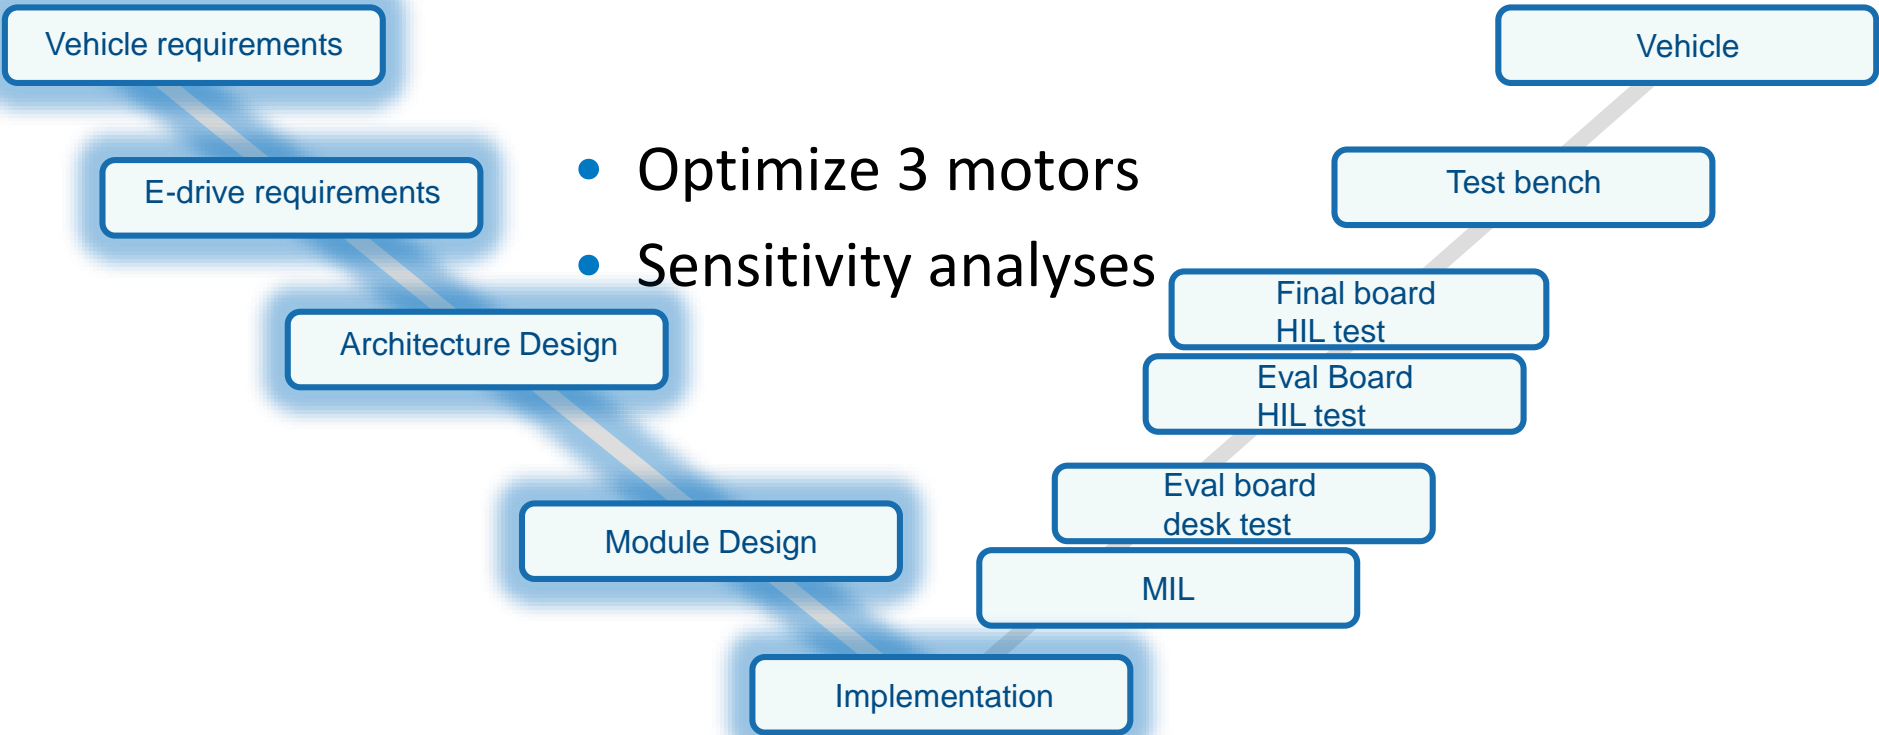 Vehicle requirements
Vehicle
E-drive requirements
• Optimize 3 motors
Test bench
• Sensitivity analyses
Final board
HIL test
Architecture Design
Eval Board
HIL test
Eval board
desk test
Module Design
MIL
Implementation